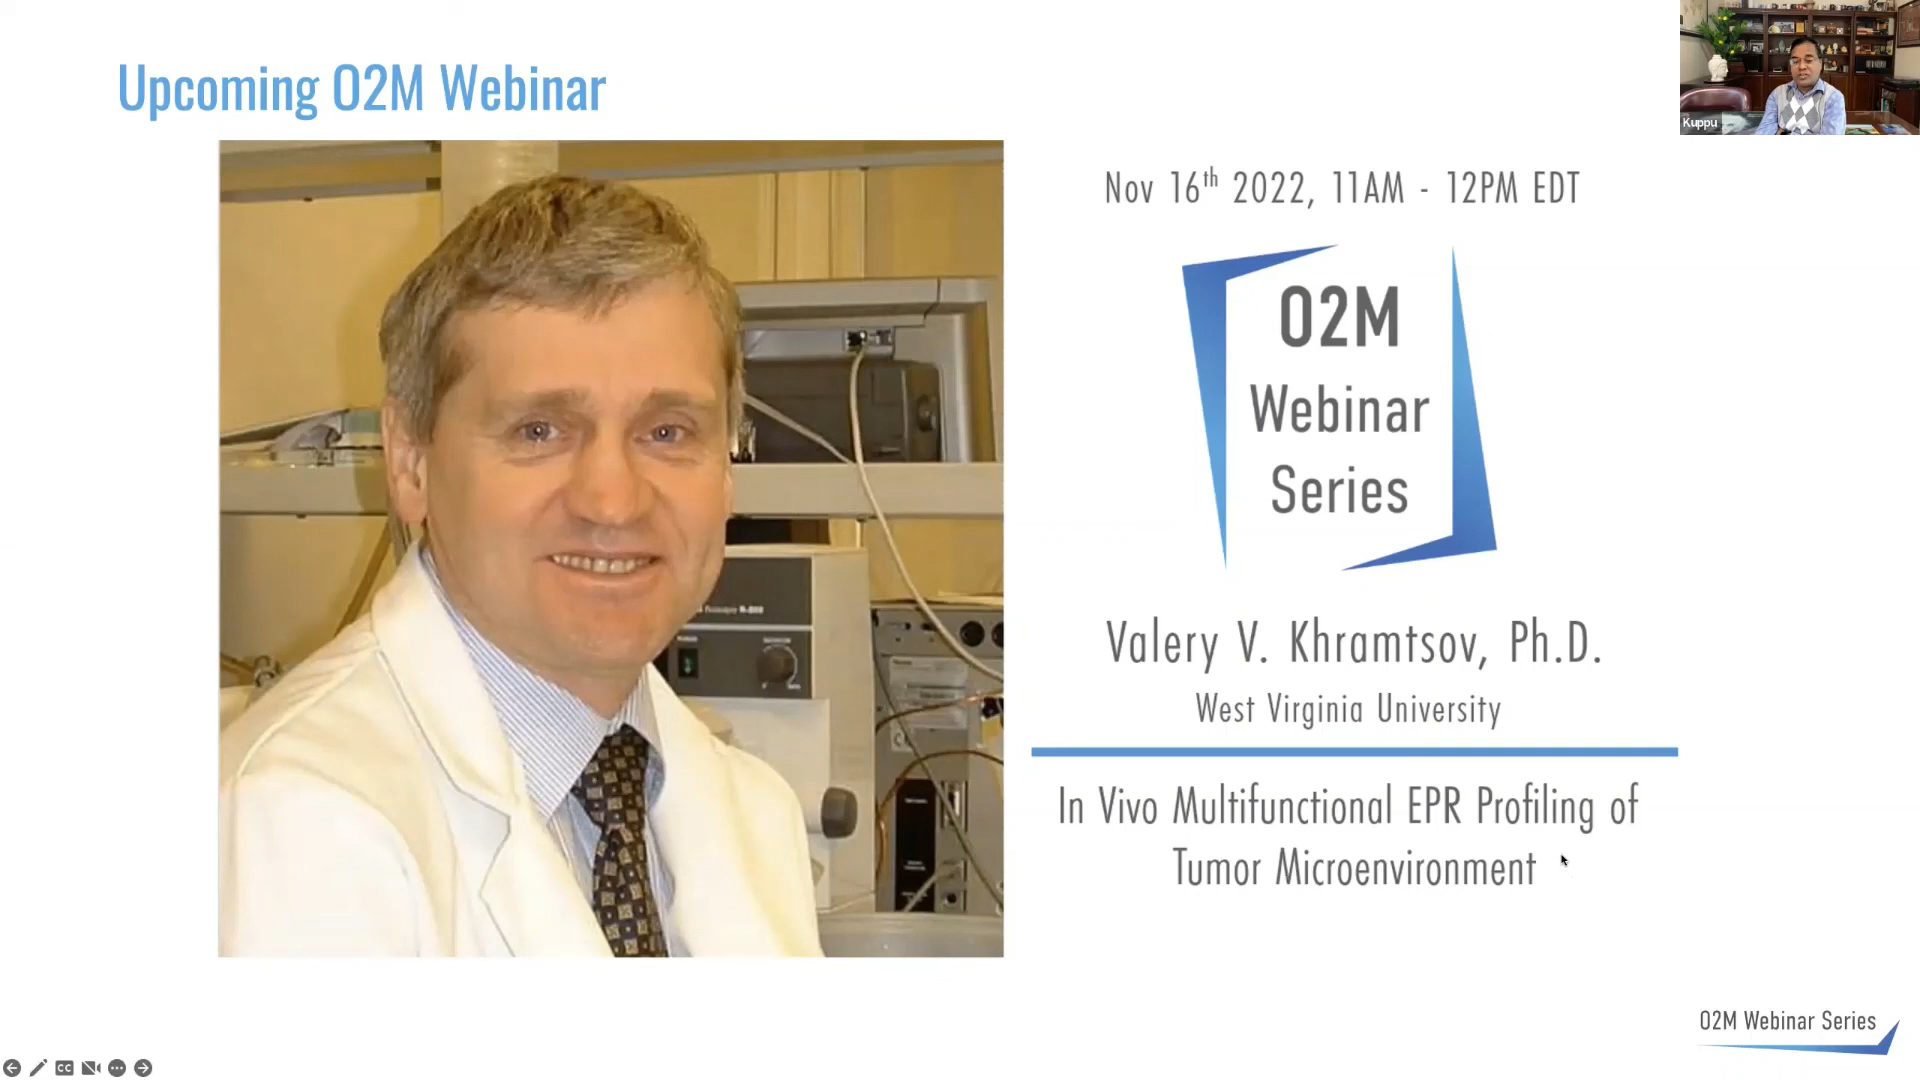 Upcoming O2M Webinar
Kuppu
Nov 16th 2022, 11AM - 12PM EDT
O2M
Webinar
Series
Valery V. Khramtsov, Ph.D.
West Virginia University
In Vivo Multifunctional EPR Profiling of
Tumor Microenvironment
O2M Webinar Series
CC